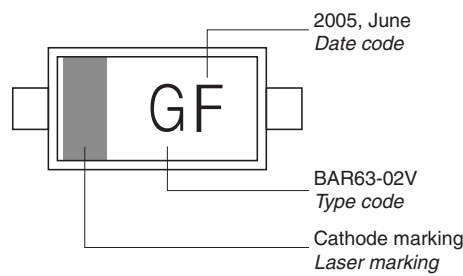 2005, June
Date code
GF
BAR63-02V
Type code
Cathode marking
Laser marking